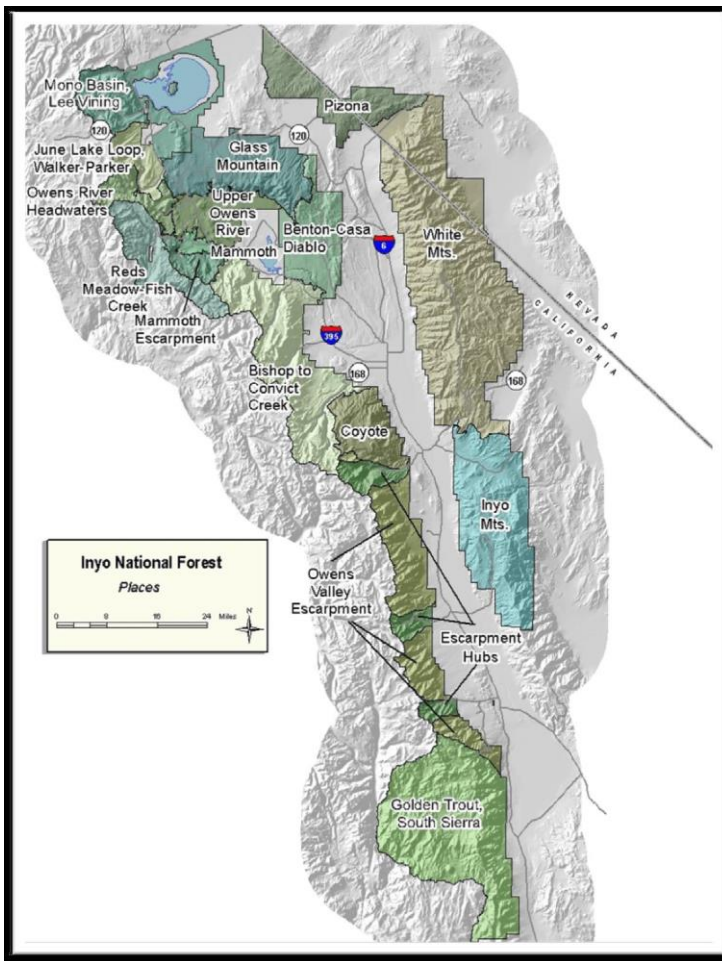 Mono Basin,
Lee Vining
120
June Lake Loop,
Walker-Parker
Owens River
Headwaters
Glass
Mountain
120
Pizona
Upper
Owens
River
Mammoth
Benton-Casa
Diablo
6
White
Mts.
NEVADA
CALIFORNIA
Reds
Meadow-Fish
Creek
Mammoth
Escarpment
395
Bishop to
Convict
Creek
168
168
Coyote
Inyo
Mts.
Inyo National Forest
Places
0 8 16 24 Miles
N
Owens
Valley
Escarpment
Escarpment
Hubs
Golden Trout,
South Sierra